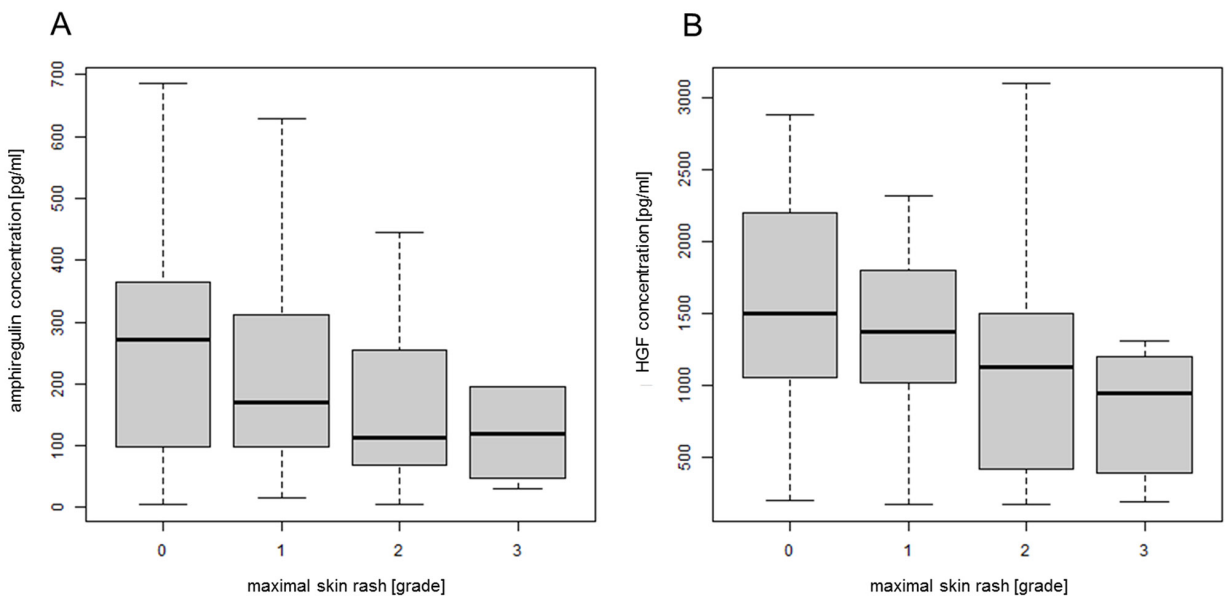 A
amphiregulin concentration[pg/ml]
700
600
500
400
300
200
100
0
0 1 2 3
maximal skin rash [grade]
B
HGF concentration[pg/ml]
3000
2500
2000
1500
1000
500
0 1 2 3
maximal skin rash [grade]